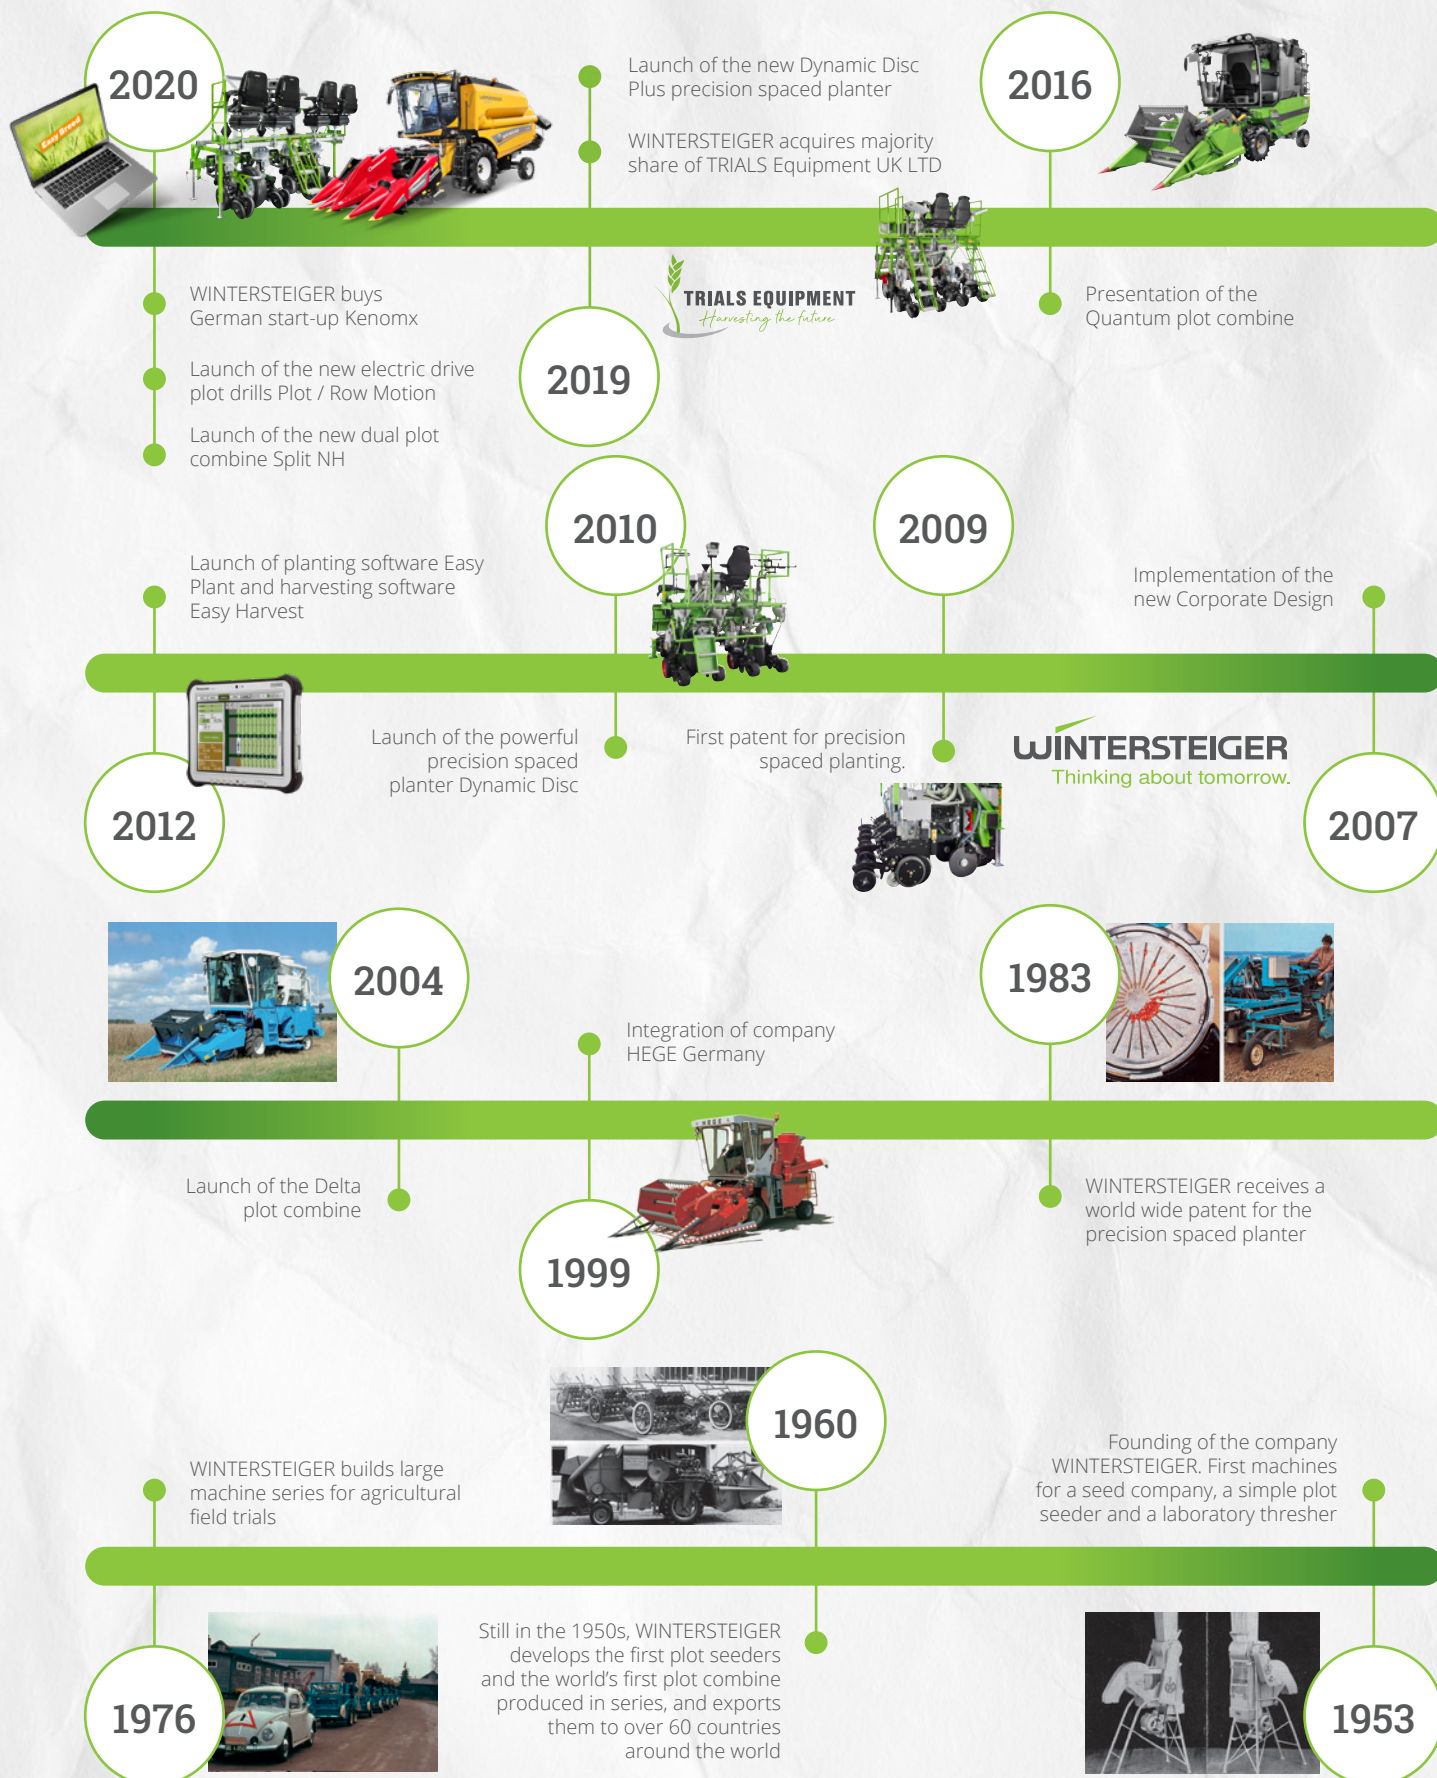 2020
Easy Breed
WINTERSTEIGER buys
German start-up Kenomx
Launch of the new electric drive
plot drills Plot / Row Motion
Launch of the new dual plot
combine Split NH
Launch of the new Dynamic Disc
Plus precision spaced planter
WINTERSTEIGER acquires majority
share of TRIALS Equipment UK LTD
TRIALS EQUIPMENT
Harvesting the future
2019
2016
Presentation of the
Quantum plot combine
Launch of planting software Easy
Plant and harvesting software
Easy Harvest
2012
2010
Launch of the powerful
precision spaced
planter Dynamic Disc
2009
First patent for precision
spaced planting.
Implementation of the
new Corporate Design
WINTERSTEIGER
Thinking about tomorrow.
2007
2004
Launch of the Delta
plot combine
Integration of company
HEGE Germany
HEGE
1999
1983
WINTERSTEIGER receives a
world wide patent for the
precision spaced planter
WINTERSTEIGER builds large
machine series for agricultural
field trials
1976
1960
Still in the 1950s, WINTERSTEIGER
develops the first plot seeders
and the world's first plot combine
produced in series, and exports
them to over 60 countries
around the world
Founding of the company
WINTERSTEIGER. First machines
for a seed company, a simple plot
seeder and a laboratory thresher
1953